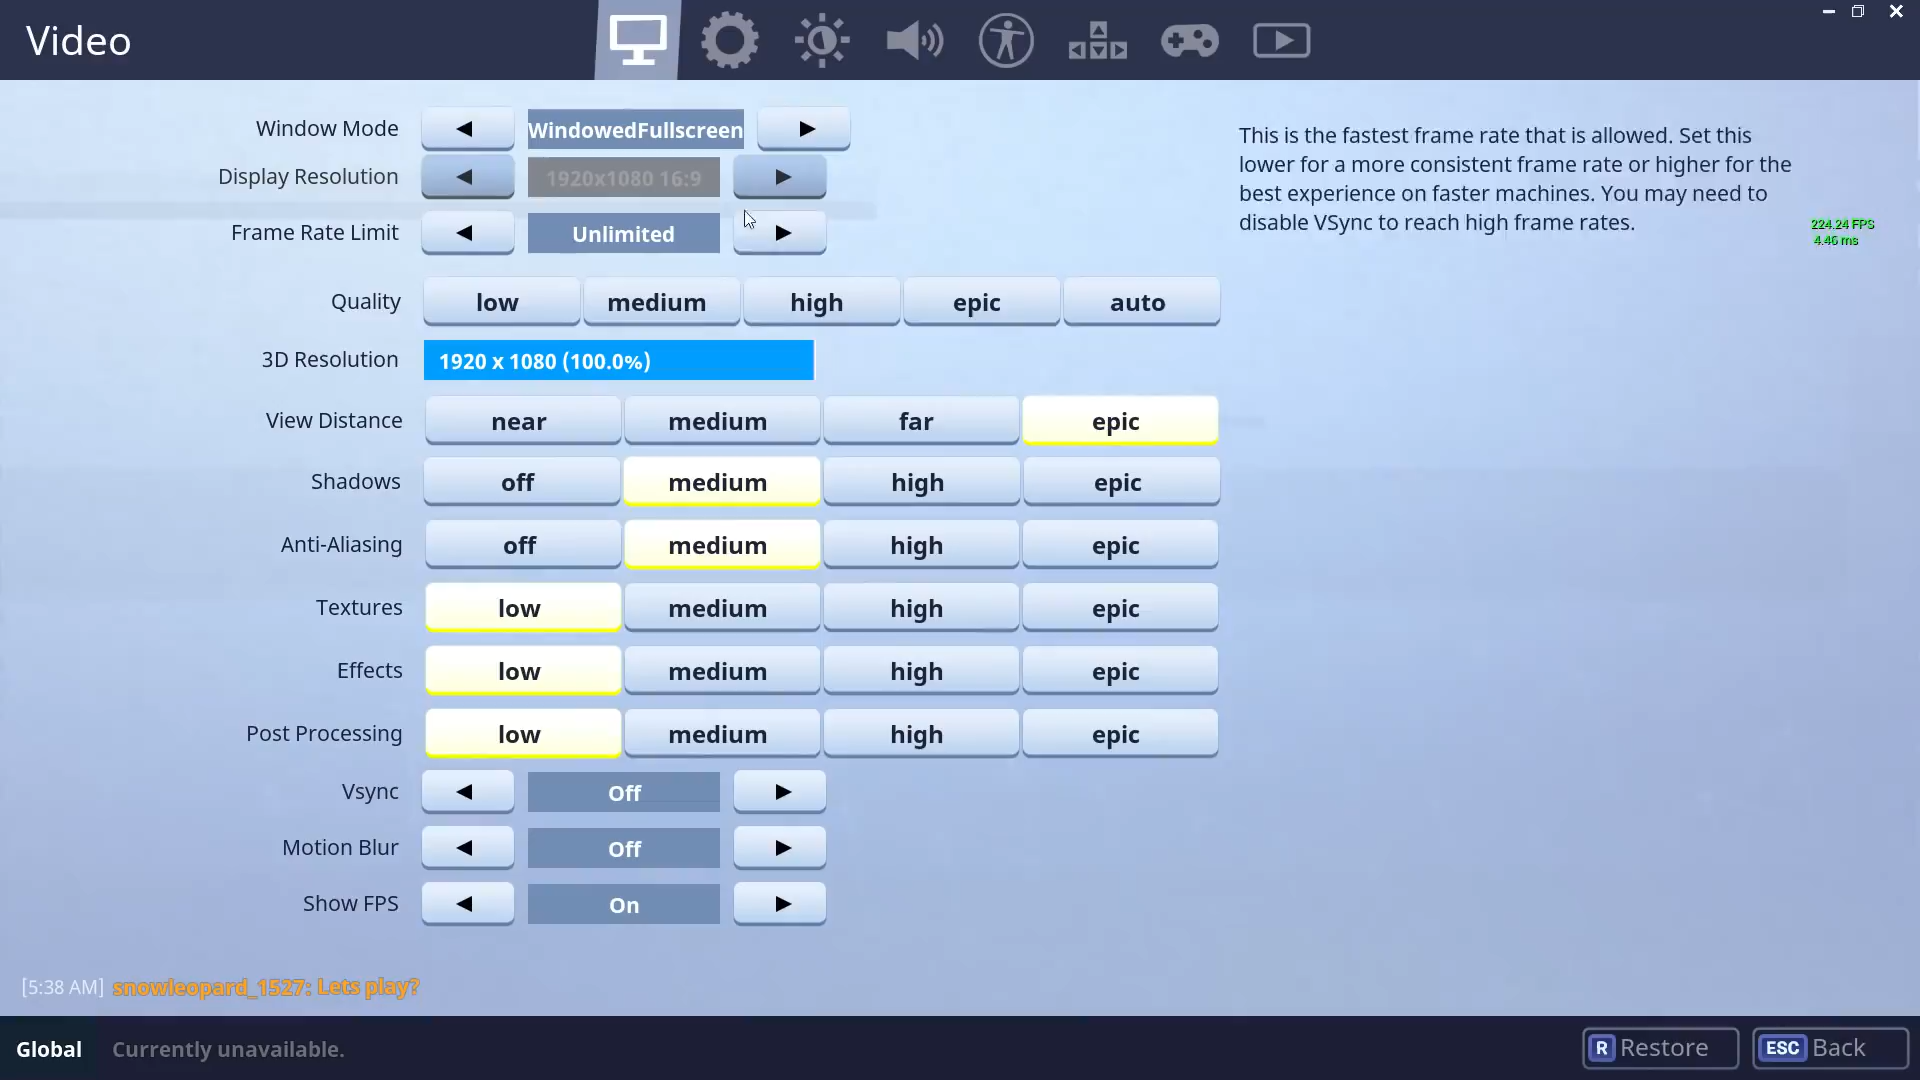 Video
Window Mode WindowedFullscreen
Display Resolution 1920x1080 16:9
Frame Rate Limit Unlimited
This is the fastest frame rate that is allowed. Set this
lower for a more consistent frame rate or higher for the
best experience on faster machines. You may need to
disable VSync to reach high frame rates.
224.24 FPS
4.46 ms
Quality low medium high epic auto
3D Resolution 1920 x 1080 (100.0%)
View Distance near medium far epic
Shadows off medium high epic
Anti-Aliasing off medium high epic
Textures low medium high epic
Effects low medium high epic
Post Processing low medium high epic
Vsync Off
Motion Blur Off
Show FPS On
[5:38 AM] snowleopard_1527: Lets play?
Global Currently unavailable.
R Restore ESC Back